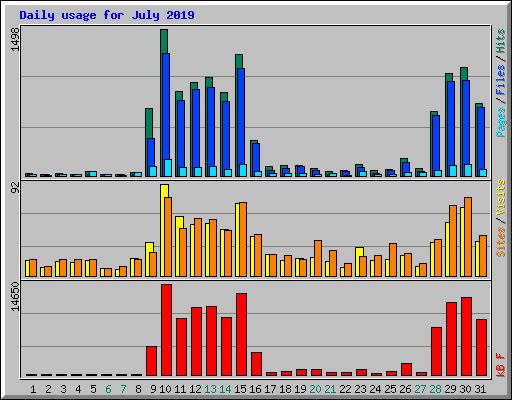 Daily usage for July 2019
1498
Pages / Files / Hits
92
Sites / Visits
14650
kB F
1 2 3 4 5 6 7 8 9 10 11 12 13 14 15 16 17 18 19 20 21 22 23 24 25 26 27 28 29 30 31